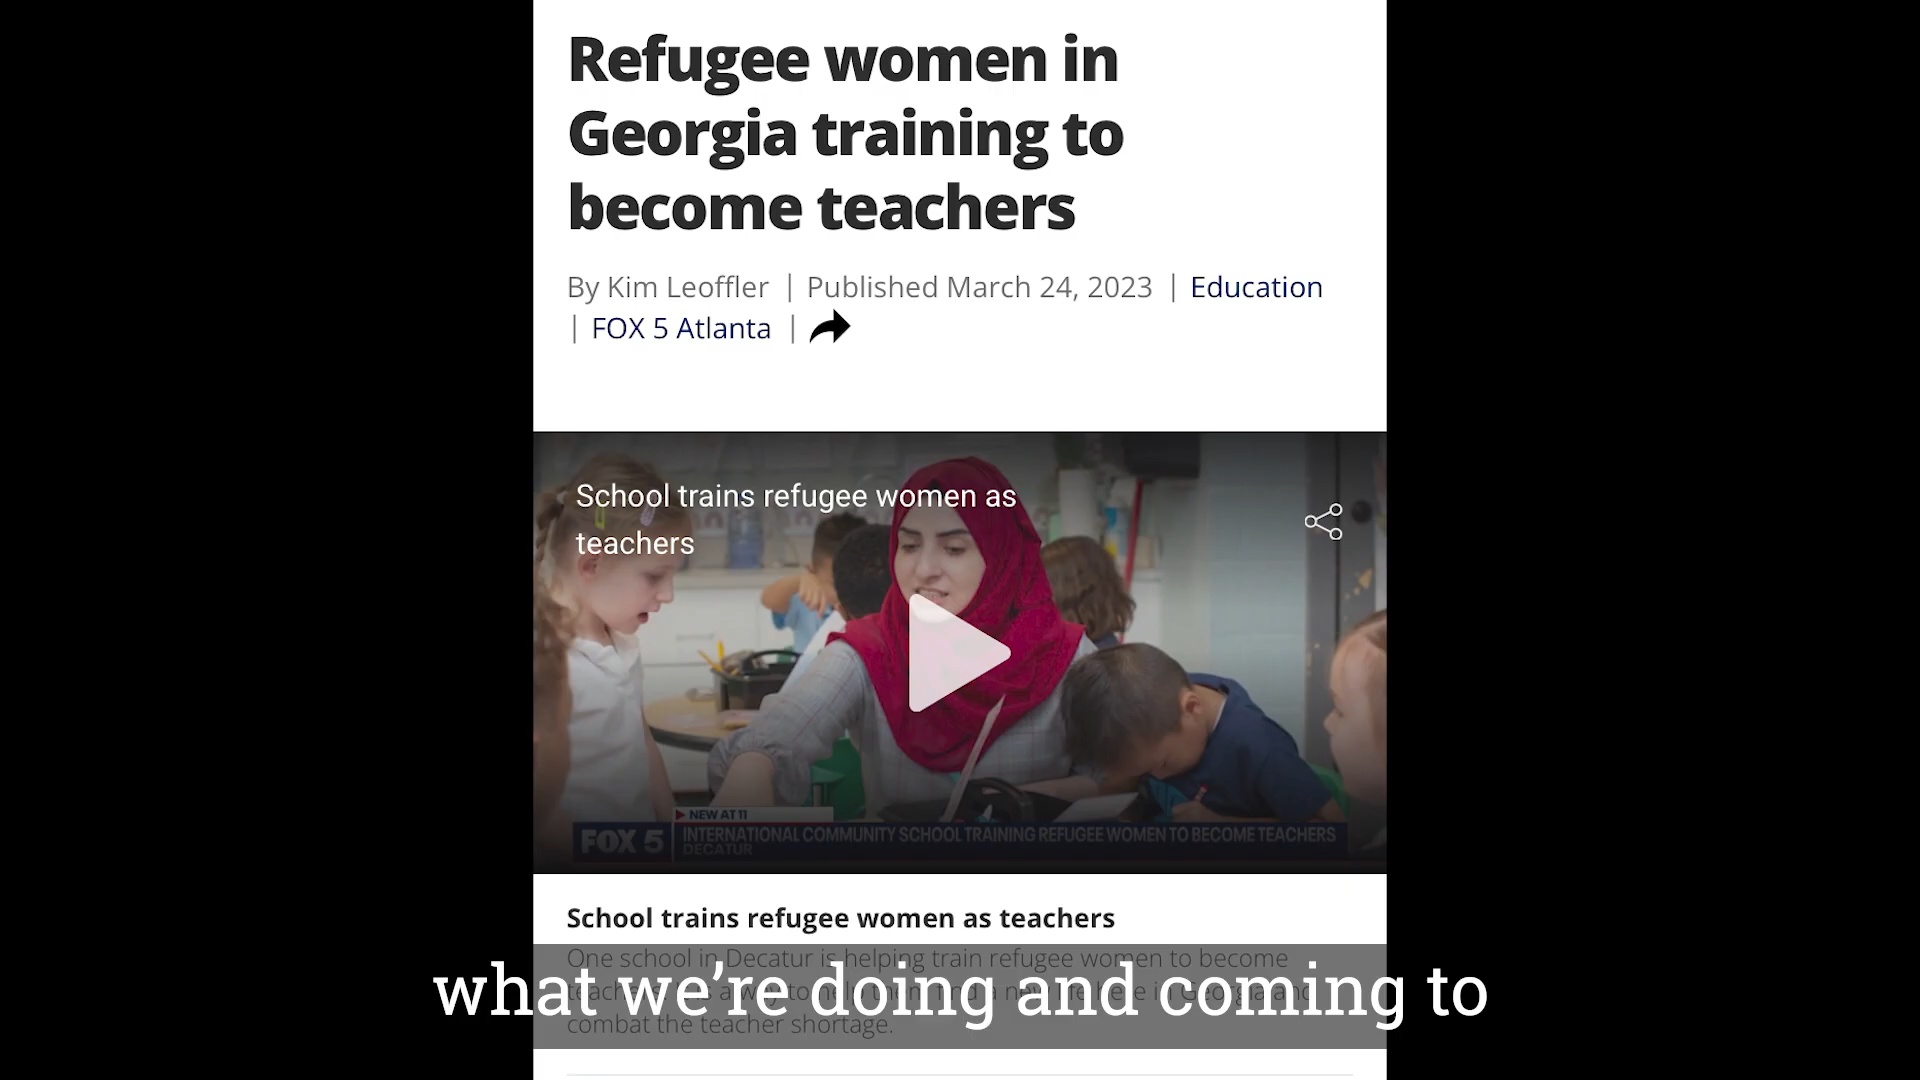 Refugee women in
Georgia training to
become teachers
By Kim Leoffler | Published March 24, 2023 | Education
| FOX 5 Atlanta |
School trains refugee women as
teachers
NEW AT 11
FOX 5
INTERNATIONAL COMMUNITY SCHOOL TRAINING REFUGEE WOMEN TO BECOME TEACHERS
DECATUR
School trains refugee women as teachers
One school in Decatur is helping train refugee women to become
combat the teacher shortage.
what we're doing and coming to